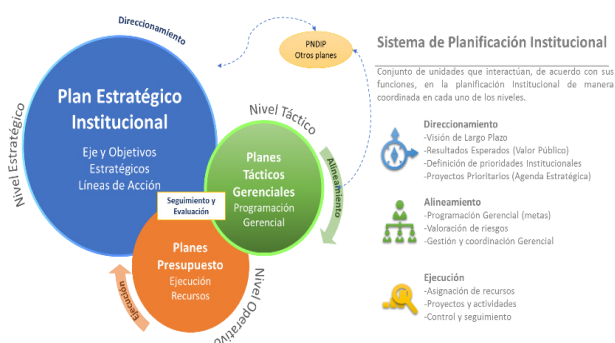 Direccionamiento
PNDIP
Otros planes
Nivel Estratégico
Plan Estratégico
Institucional
Eje y Objetivos
Estratégicos
Líneas de Acción
Nivel Táctico
Planes
Tácticos
Gerenciales
Programación
Gerencial
Alineamiento
Seguimiento y
Evaluación
Planes
Presupuesto
Ejecución
Recursos
Ejecución
Nivel Operativo
Sistema de Planificación Institucional
Conjunto de unidades que interactúan, de acuerdo con sus
funciones, en la planificación Institucional de manera
coordinada en cada uno de los niveles.
Direccionamiento
-Visión de Largo Plazo
-Resultados Esperados (Valor Público)
-Definición de prioridades Institucionales
-Proyectos Prioritarios (Agenda Estratégica)
Alineamiento
-Programación Gerencial (metas)
-Valoración de riesgos
-Gestión y coordinación Gerencial
Ejecución
-Asignación de recursos
-Proyectos y actividades
-Control y seguimiento